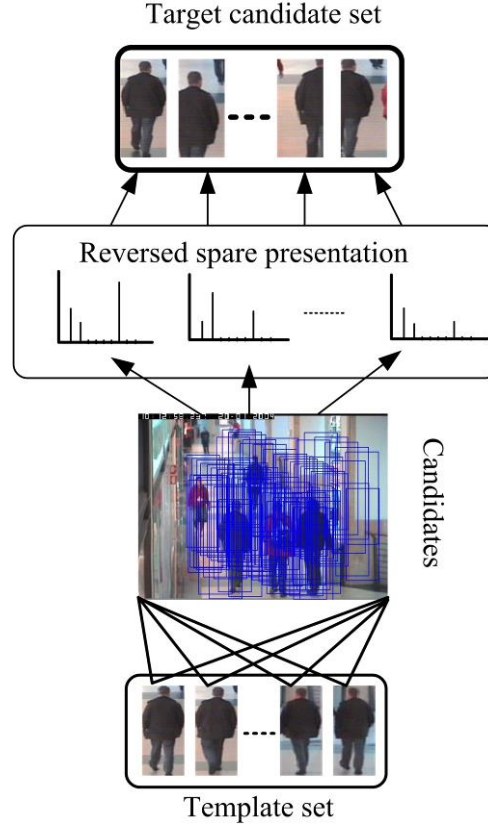 Target candidate set
Reversed spare presentation
Candidates
Template set